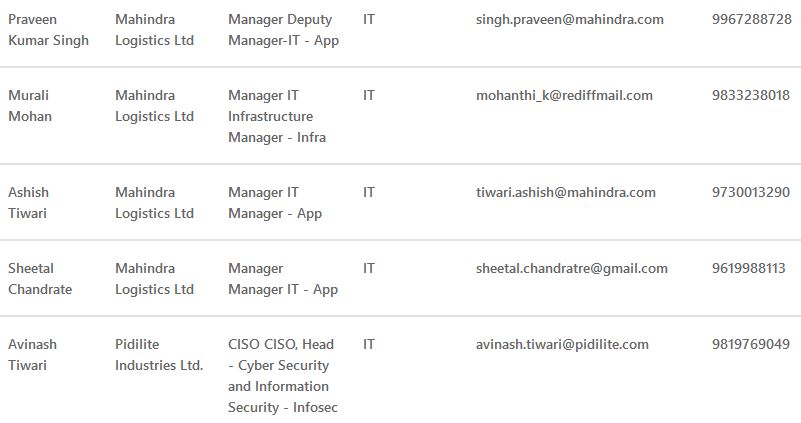 Praveen Mahindra Manager Deputy IT singh.praveen@mahindra.com 9967288728
Kumar Singh Logistics Ltd Manager-IT - App
Murali Mahindra Manager IT IT mohanthi_k@rediffmail.com 9833238018
Mohan Logistics Ltd Infrastructure
Manager - Infra
Ashish Mahindra Manager IT IT tiwari.ashish@mahindra.com 9730013290
Tiwari Logistics Ltd Manager - App
Sheetal Mahindra Manager IT sheetal.chandratre@gmail.com 9619988113
Chandrate Logistics Ltd Manager IT - App
Avinash Pidilite CISO CISO, Head IT avinash.tiwari@pidilite.com 9819769049
Tiwari Industries Ltd. - Cyber Security
and Information
Security - Infosec